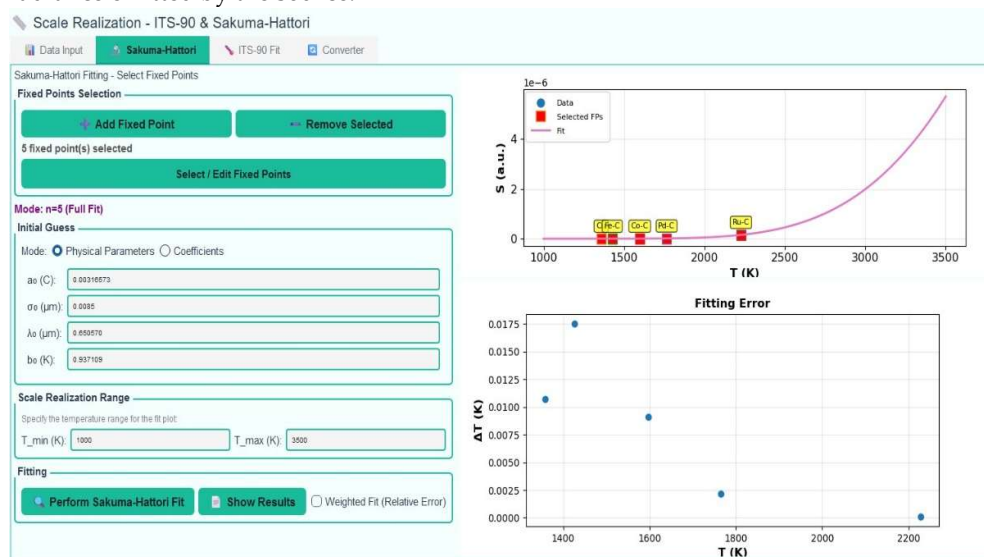 Scale Realization - ITS-90 & Sakuma-Hattori
Data Input
Sakuma-Hattori
ITS-90 Fit
Converter
Sakuma-Hattori Fitting - Select Fixed Points
Fixed Points Selection
Add Fixed Point
Remove Selected
5 fixed point(s) selected
Select / Edit Fixed Points
Mode: n=5 (Full Fit)
Initial Guess
Mode: Physical Parameters Coefficients
a₀ (C): 0.00316573
σ₀ (μm): 0.0095
λ₀ (μm): 0.650570
b₀ (K): 0.937109
Scale Realization Range
Specify the temperature range for the fit plot:
T_min (K): 1000
T_max (K): 3500
Fitting
Perform Sakuma-Hattori Fit
Show Results
Weighted Fit (Relative Error)
1e−6
Data
Selected FPs
Fit
S (a.u.)
4
2
0
Fe-C
Co-C
Pd-C
Ru-C
1000 1500 2000 2500 3000 3500
T (K)
Fitting Error
ΔT (K)
0.0175
0.0150
0.0125
0.0100
0.0075
0.0050
0.0025
0.0000
1400 1600 1800 2000 2200
T (K)